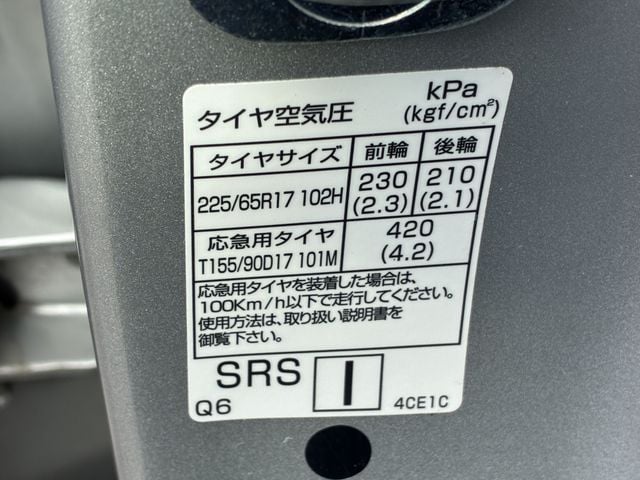 タイヤ空気圧 kPa
(kgf/cm²)
タイヤサイズ 前輪 後輪
225/65R17 102H 230 210
(2.3) (2.1)
応急用タイヤ 420
T155/90D17 101M (4.2)
応急用タイヤを装着した場合は、
100Km/h以下で走行してください。
使用方法は、取り扱い説明書を
御覧下さい。
SRS I
Q6 4CE1C